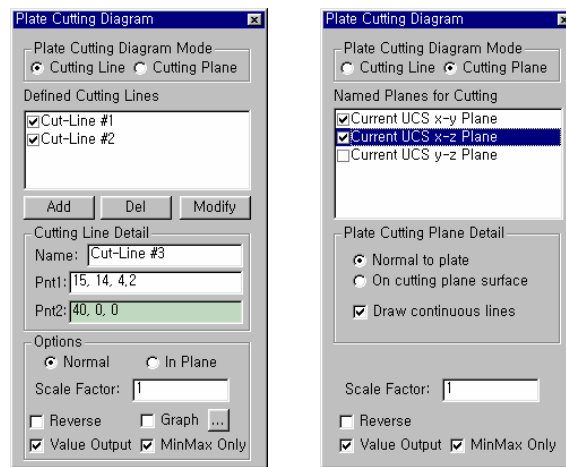 Plate Cutting Diagram
Plate Cutting Diagram Mode
Cutting Line Cutting Plane
Defined Cutting Lines
Cut-Line #1
Cut-Line #2
Add Del Modify
Cutting Line Detail
Name: Cut-Line #3
Pnt1: 15, 14, 4,2
Pnt2: 40, 0, 0
Options
Normal In Plane
Scale Factor: 1
Reverse Graph ...
Value Output MinMax Only
Plate Cutting Diagram
Plate Cutting Diagram Mode
Cutting Line Cutting Plane
Named Planes for Cutting
Current UCS x-y Plane
Current UCS x-z Plane
Current UCS y-z Plane
Plate Cutting Plane Detail
Normal to plate
On cutting plane surface
Draw continuous lines
Scale Factor: 1
Reverse
Value Output MinMax Only